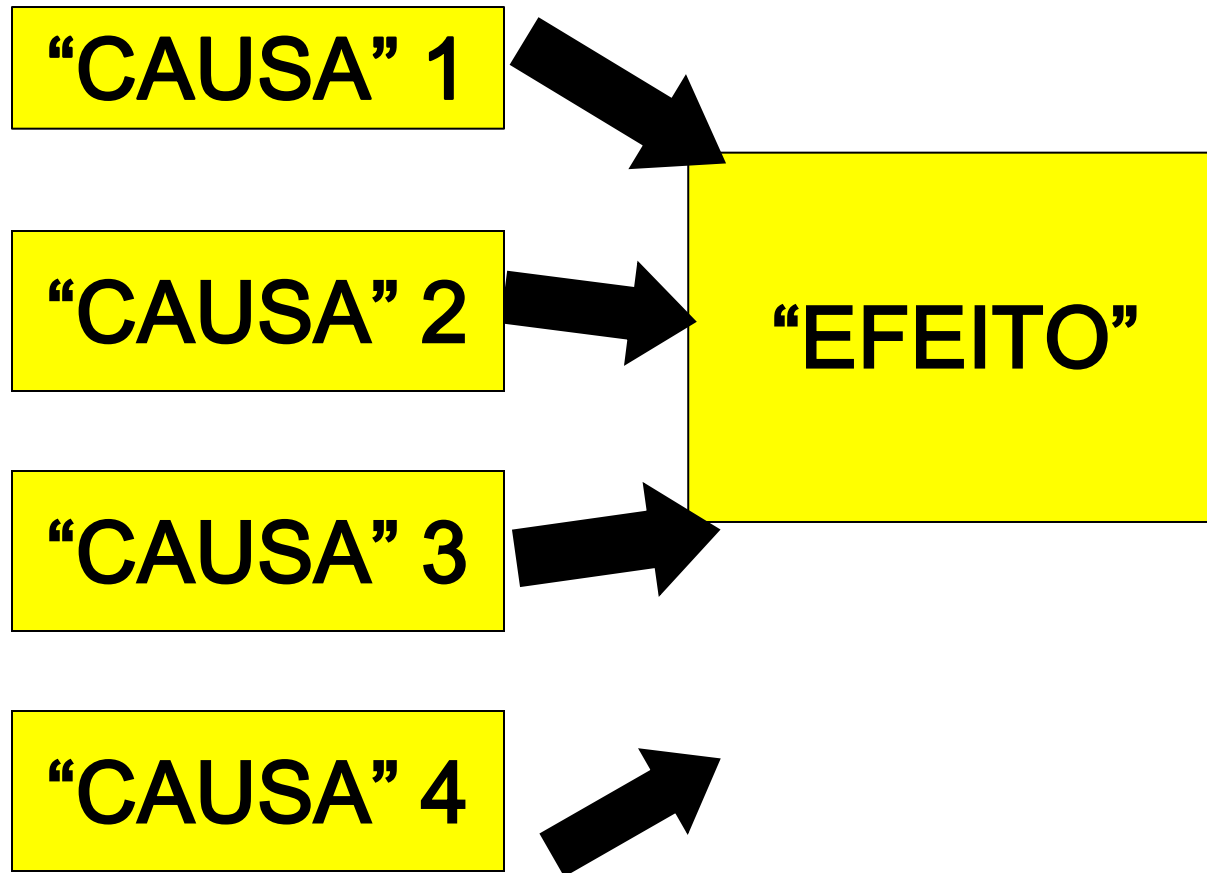 “CAUSA” 1
“CAUSA” 2
“EFEITO”
“CAUSA” 3
“CAUSA” 4